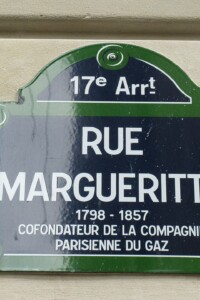 17e Arrt
RUE
MARGUERITT
1798 - 1857
COFONDATEUR DE LA COMPAGNI
PARISIENNE DU GAZ